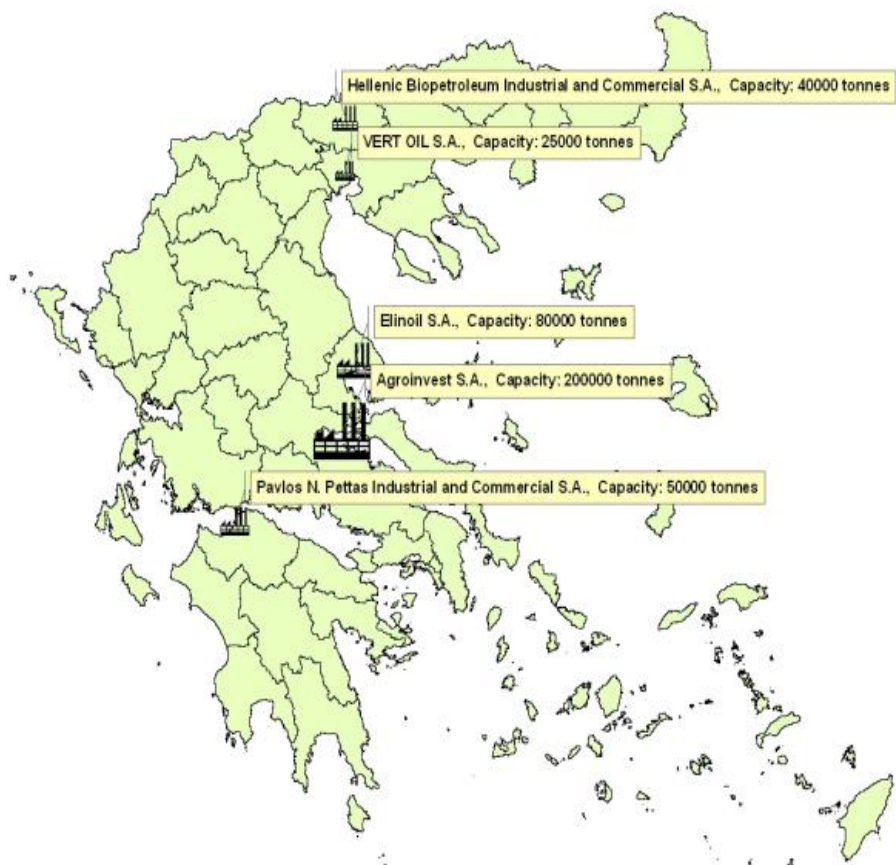 Hellenic Biopetroleum Industrial and Commercial S.A., Capacity: 40000 tonnes
VERT OIL S.A., Capacity: 25000 tonnes
Elinoil S.A., Capacity: 80000 tonnes
Agroinvest S.A., Capacity: 200000 tonnes
Pavlos N. Pettas Industrial and Commercial S.A., Capacity: 50000 tonnes